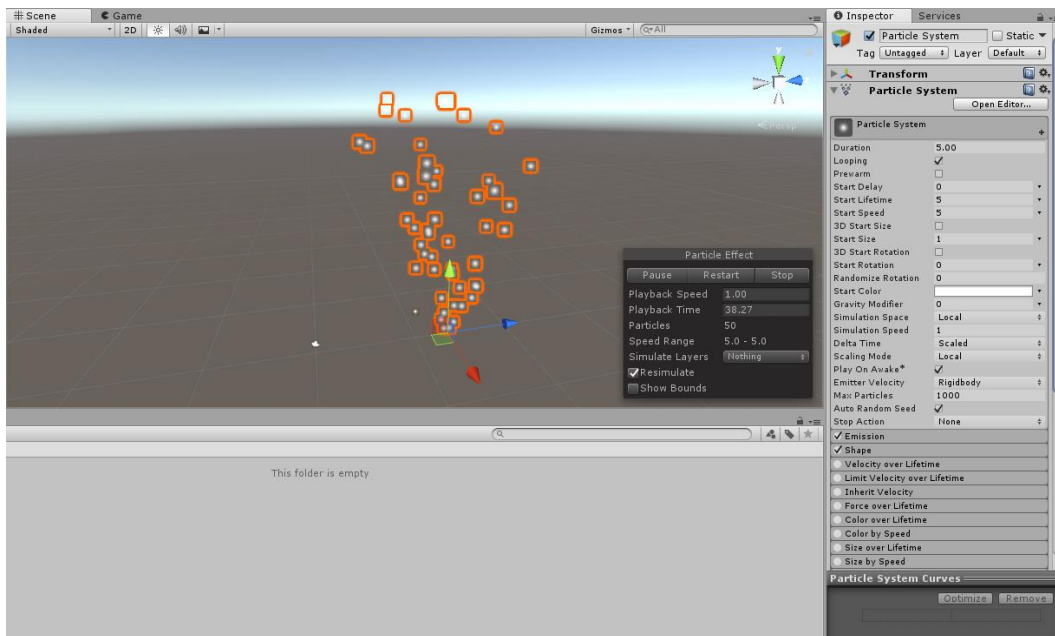 Scene
Game
Shaded
2D
Gizmos
All
Persp
y
Particle Effect
Pause Restart Stop
Playback Speed 1.00
Playback Time 38.27
Particles 50
Speed Range 5.0 - 5.0
Simulate Layers Nothing
Resimulate
Show Bounds
This folder is empty
Inspector Services
Particle System Static
Tag Untagged Layer Default
Transform
Particle System
Open Editor...
Particle System
Duration 5.00
Looping
Prewarm
Start Delay 0
Start Lifetime 5
Start Speed 5
3D Start Size
Start Size 1
3D Start Rotation
Start Rotation 0
Randomize Rotation 0
Start Color
Gravity Modifier 0
Simulation Space Local
Simulation Speed 1
Delta Time Scaled
Scaling Mode Local
Play On Awake*
Emitter Velocity Rigidbody
Max Particles 1000
Auto Random Seed
Stop Action None
Emission
Shape
Velocity over Lifetime
Limit Velocity over Lifetime
Inherit Velocity
Force over Lifetime
Color over Lifetime
Color by Speed
Size over Lifetime
Size by Speed
Particle System Curves
Optimize Remove